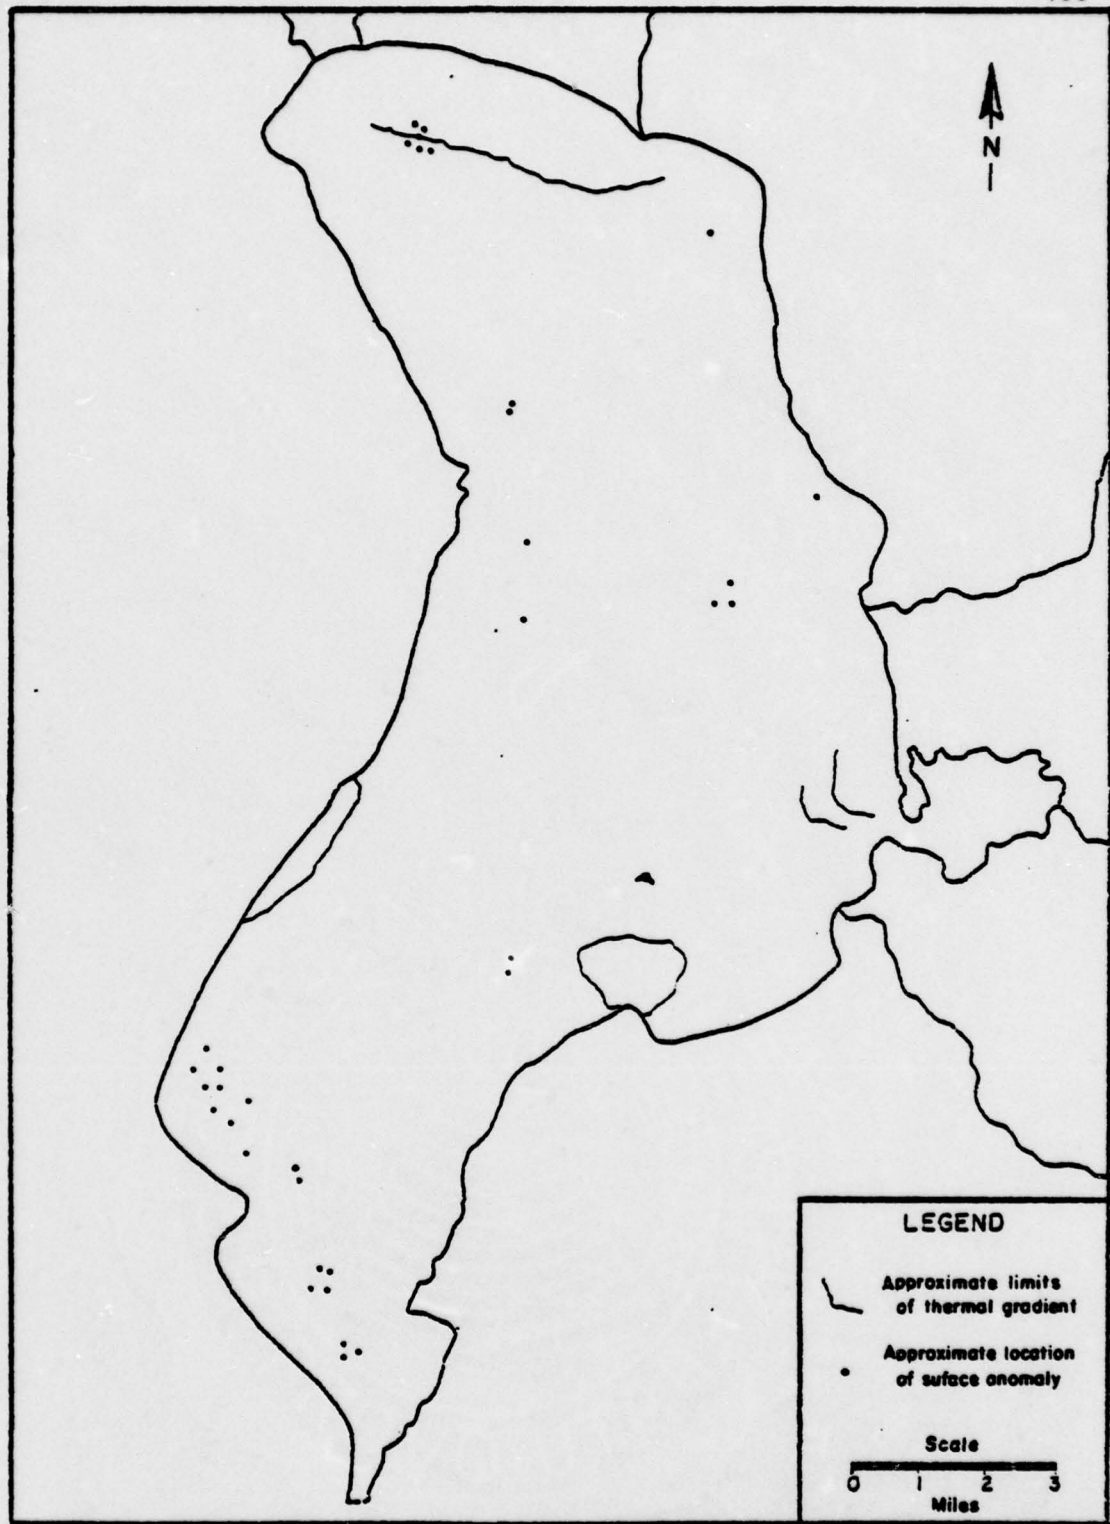 N
LEGEND
Approximate limits
of thermal gradient
Approximate location
of suface anomaly
Scale
0 1 2 3
Miles